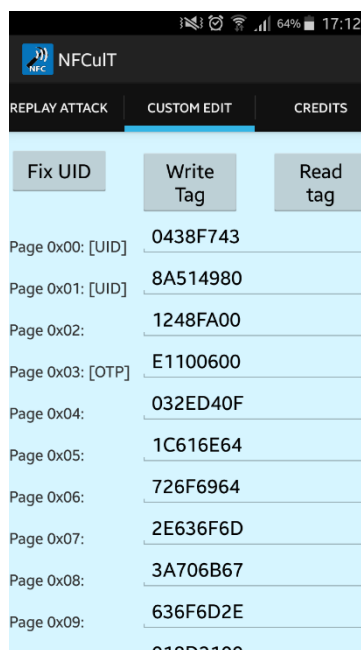 64% 17:12
NFC NFCulT
REPLAY ATTACK CUSTOM EDIT CREDITS
Fix UID Write Tag Read tag
Page 0x00: [UID] 0438F743
Page 0x01: [UID] 8A514980
Page 0x02: 1248FA00
Page 0x03: [OTP] E1100600
Page 0x04: 032ED40F
Page 0x05: 1C616E64
Page 0x06: 726F6964
Page 0x07: 2E636F6D
Page 0x08: 3A706B67
Page 0x09: 636F6D2E